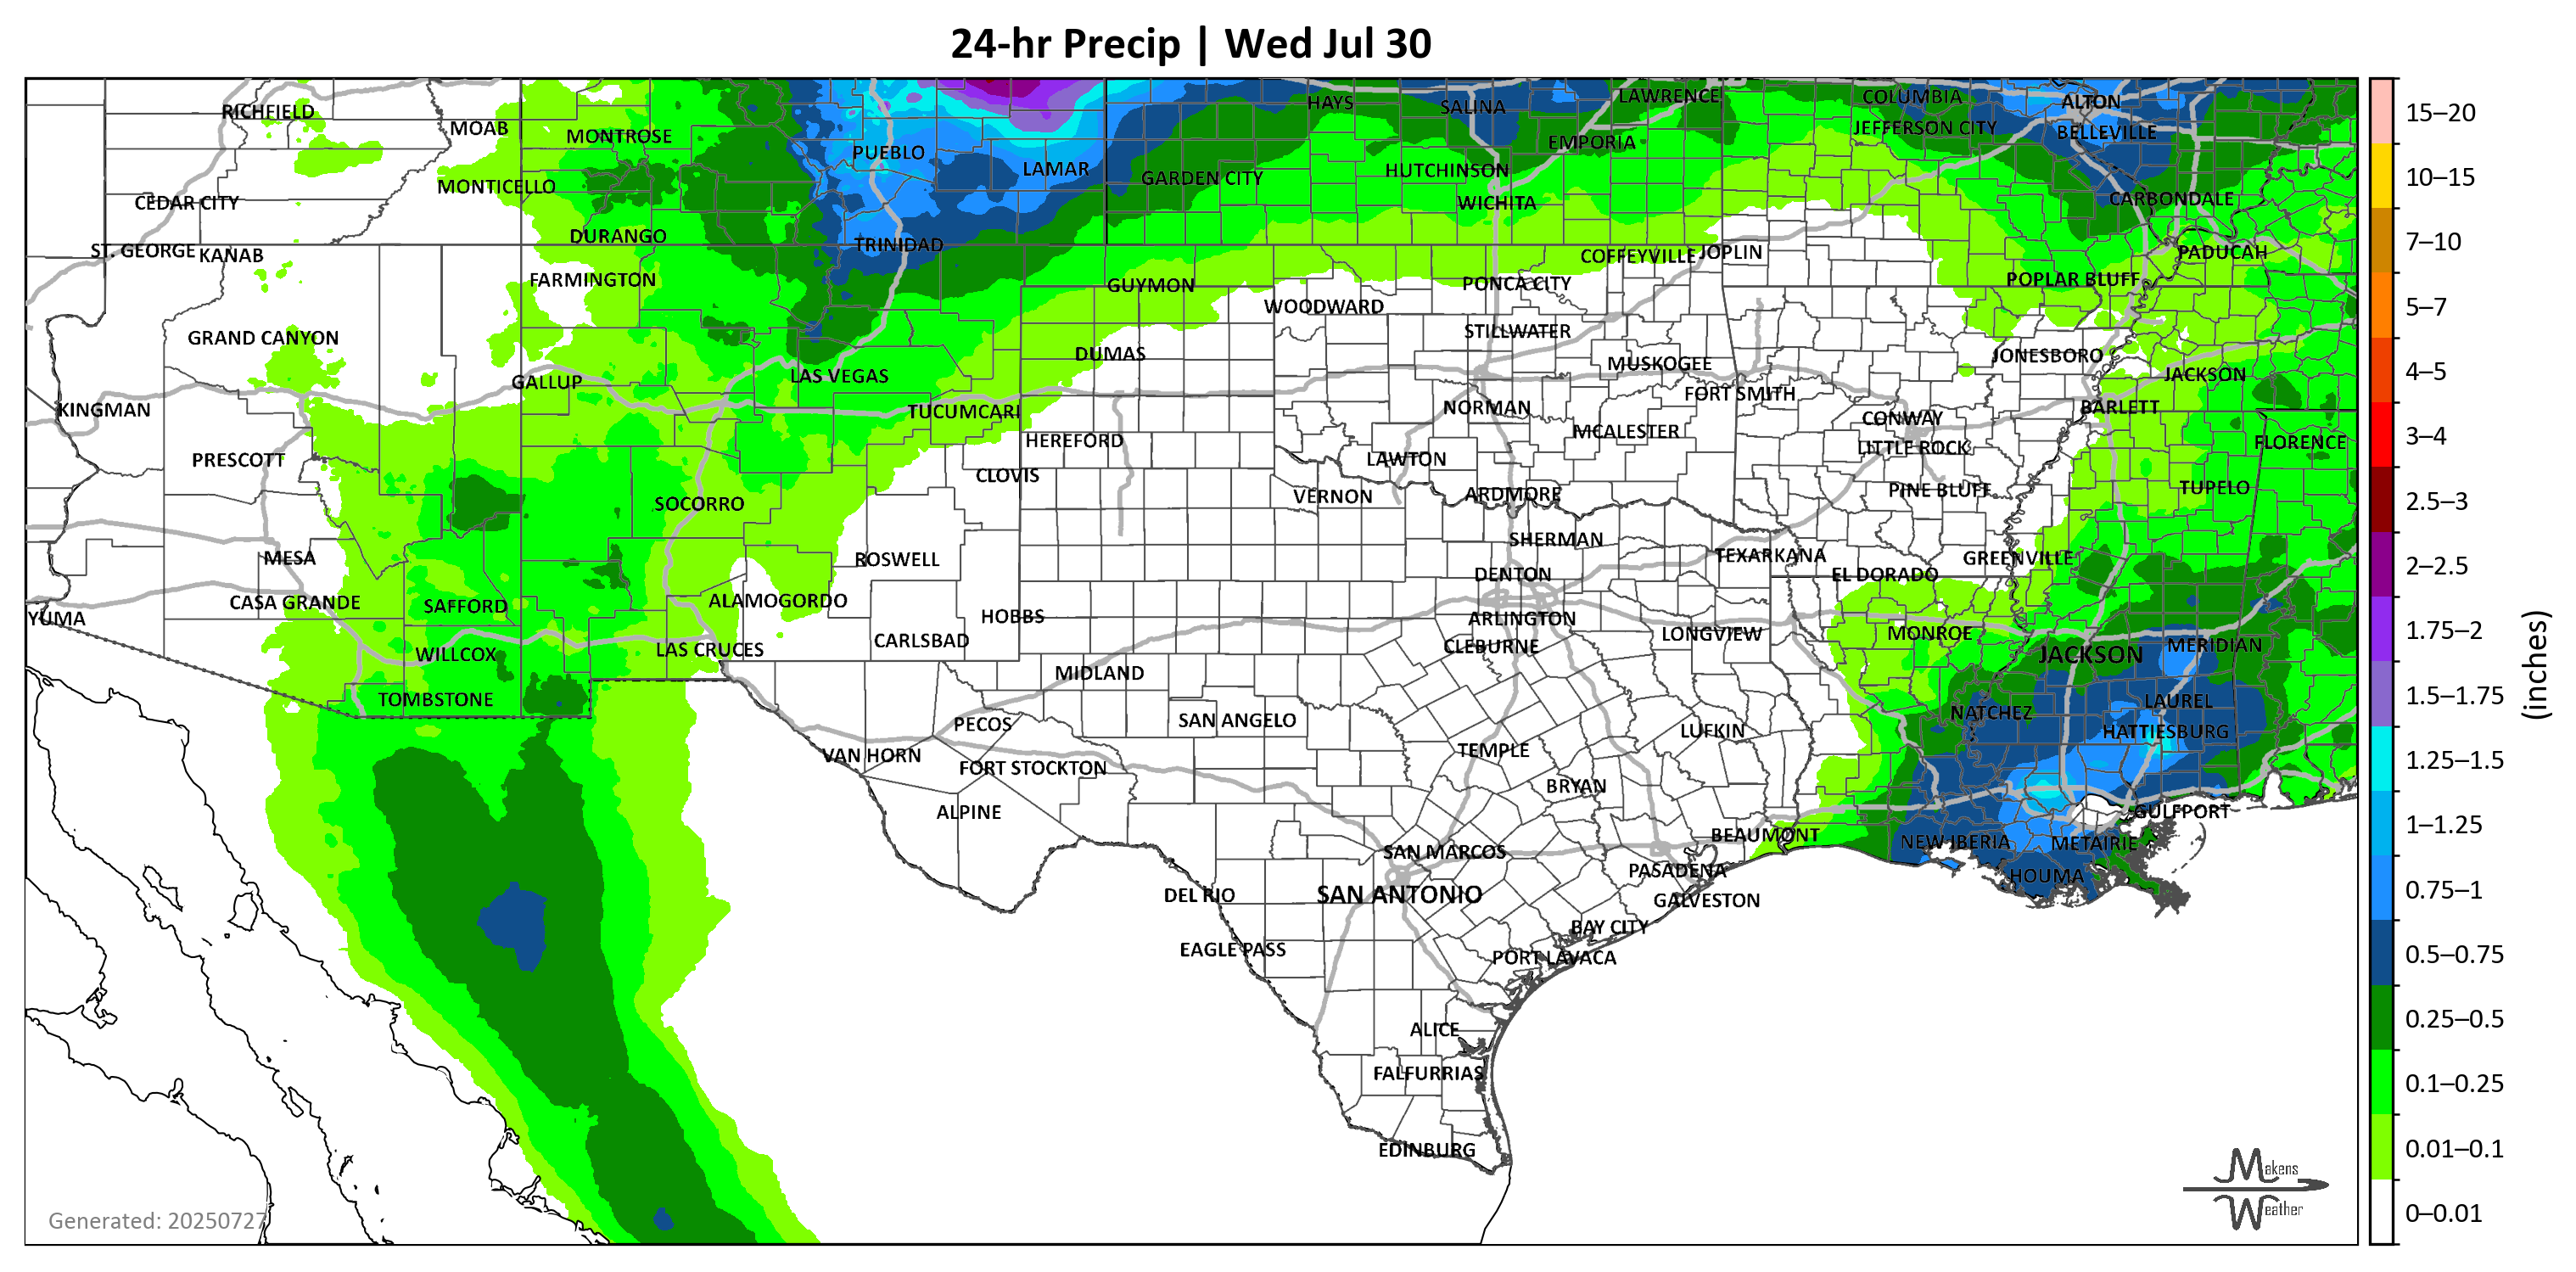 24-hr Precip | Wed Jul 30
RICHFIELD
MOAB
MONTROSE
PUEBLO
LAMAR
HAYS
SALINA
LAWRENCE
COLUMBIA
ALTON
MONTICELLO
GARDEN CITY
HUTCHINSON
EMPORIA
JEFFERSON CITY
BELLEVILLE
CEDAR CITY
WICHITA
CARBONDALE
DURANGO
TRINIDAD
ST. GEORGE
KANAB
COFFEYVILLE
JOPLIN
PADUCAH
FARMINGTON
GUYMON
PONCA CITY
POPLAR BLUFF
WOODWARD
GRAND CANYON
STILLWATER
DUMAS
MUSKOGEE
JONESBORO
GALLUP
LAS VEGAS
FORT SMITH
JACKSON
KINGMAN
TUCUMCARI
NORMAN
CONWAY
BARLETT
HEREFORD
MCALESTER
LITTLE ROCK
FLORENCE
PRESCOTT
CLOVIS
LAWTON
SOCORRO
VERNON
ARDMORE
PINE BLUFF
TUPELO
MESA
ROSWELL
SHERMAN
TEXARKANA
GREENVILLE
DENTON
EL DORADO
CASA GRANDE
SAFFORD
ALAMOGORDO
YUMA
HOBBS
ARLINGTON
WILLCOX
LAS CRUCES
CARLSBAD
CLEBURNE
LONGVIEW
MONROE
JACKSON
MERIDIAN
MIDLAND
TOMBSTONE
SAN ANGELO
NATCHEZ
LAUREL
PECOS
LUFKIN
HATTIESBURG
VAN HORN
FORT STOCKTON
TEMPLE
BRYAN
ALPINE
GULFPORT
BEAUMONT
NEW IBERIA
METAIRIE
SAN MARCOS
PASADENA
HOUMA
DEL RIO
SAN ANTONIO
GALVESTON
BAY CITY
EAGLE PASS
PORT LAVACA
ALICE
FALFURRIAS
EDINBURG
15–20
10–15
7–10
5–7
4–5
3–4
2.5–3
2–2.5
1.75–2
1.5–1.75
1.25–1.5
1–1.25
0.75–1
0.5–0.75
0.25–0.5
0.1–0.25
0.01–0.1
0–0.01
(inches)
Generated: 20250727
Makens
Weather